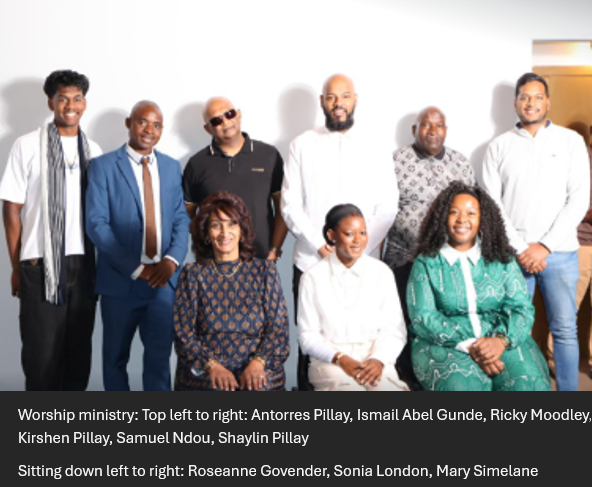 Worship ministry: Top left to right: Antorres Pillay, Ismail Abel Gunde, Ricky Moodley,
Kirshen Pillay, Samuel Ndou, Shaylin Pillay
Sitting down left to right: Roseanne Govender, Sonia London, Mary Simelane